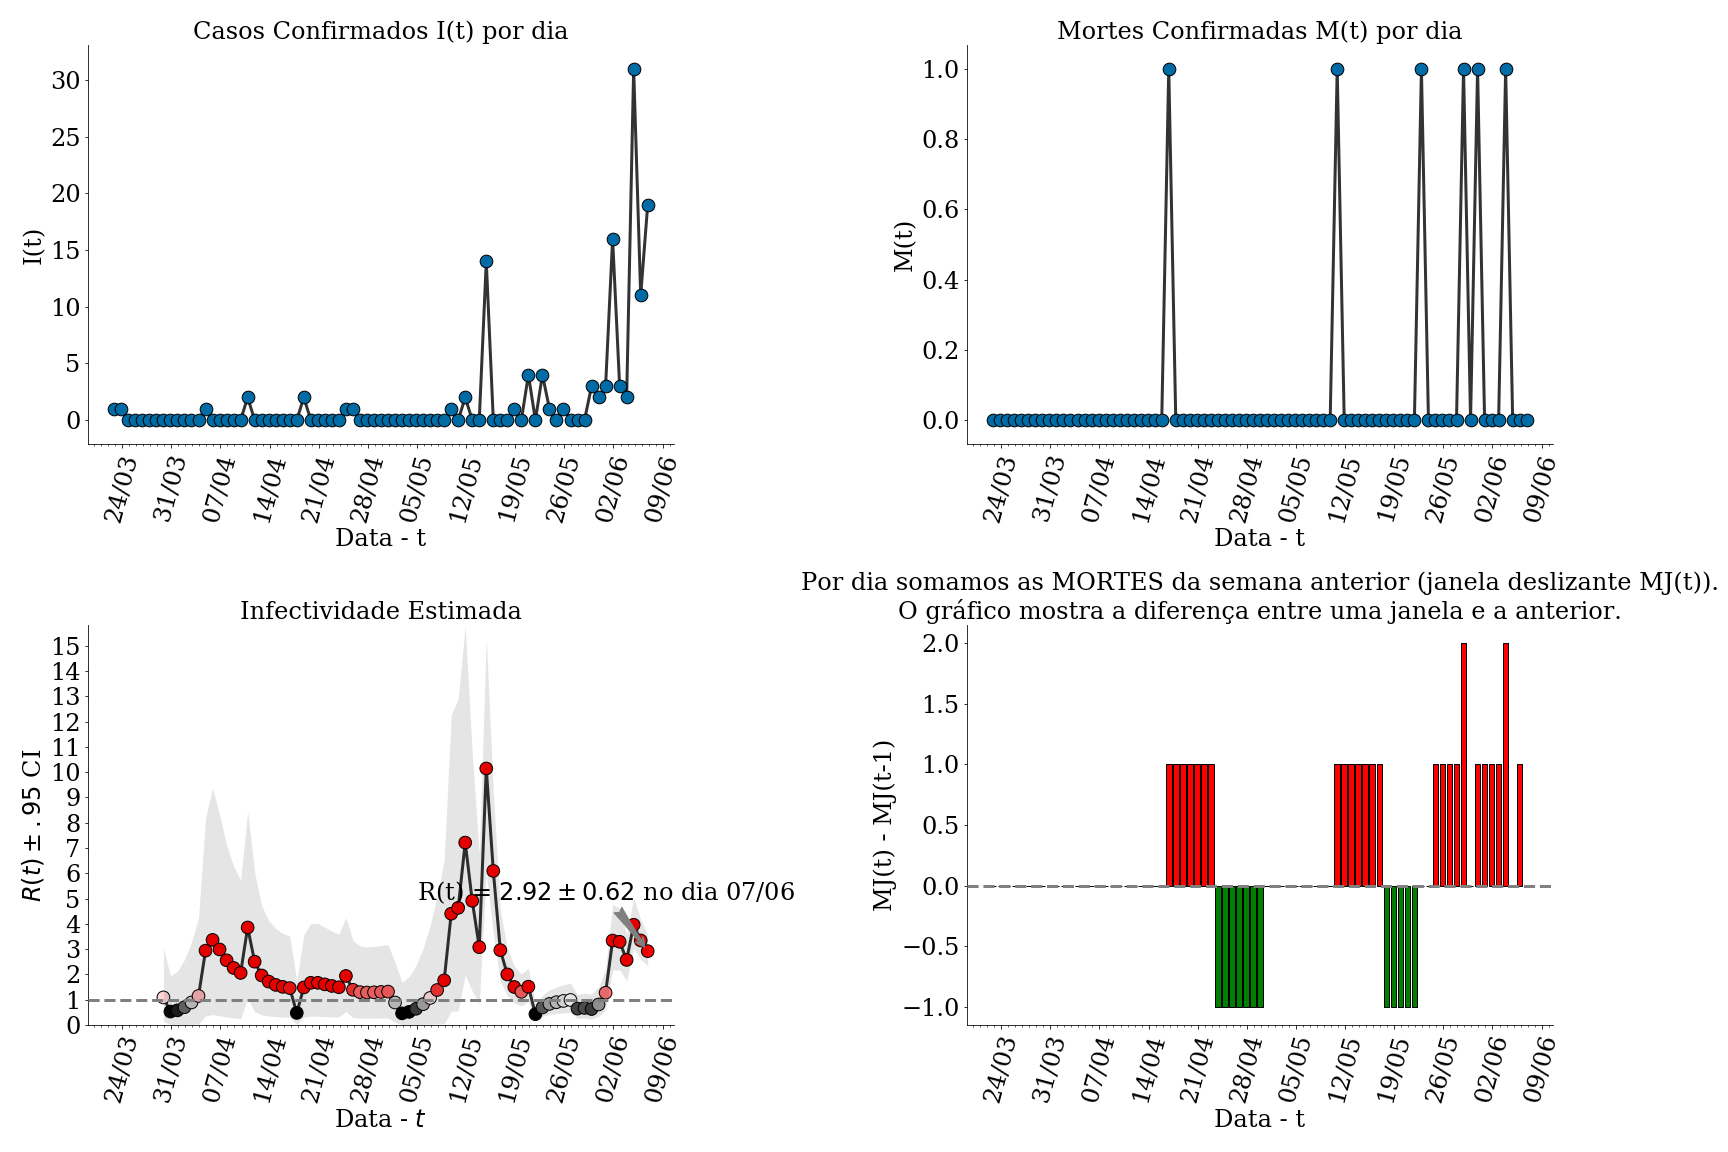 Casos Confirmados I(t) por dia
I(t)
30
25
20
15
10
5
0
24/03 31/03 07/04 14/04 21/04 28/04 05/05 12/05 19/05 26/05 02/06 09/06
Data - t
Mortes Confirmadas M(t) por dia
M(t)
1.0
0.8
0.6
0.4
0.2
0.0
24/03 31/03 07/04 14/04 21/04 28/04 05/05 12/05 19/05 26/05 02/06 09/06
Data - t
Infectividade Estimada
R(t) ± .95 CI
15
14
13
12
11
10
9
8
7
6
5
4
3
2
1
0
R(t) = 2.92 ± 0.62 no dia 07/06
24/03 31/03 07/04 14/04 21/04 28/04 05/05 12/05 19/05 26/05 02/06 09/06
Data - t
Por dia somamos as MORTES da semana anterior (janela deslizante MJ(t)).
O gráfico mostra a diferença entre uma janela e a anterior.
MJ(t) - MJ(t-1)
2.0
1.5
1.0
0.5
0.0
−0.5
−1.0
24/03 31/03 07/04 14/04 21/04 28/04 05/05 12/05 19/05 26/05 02/06 09/06
Data - t